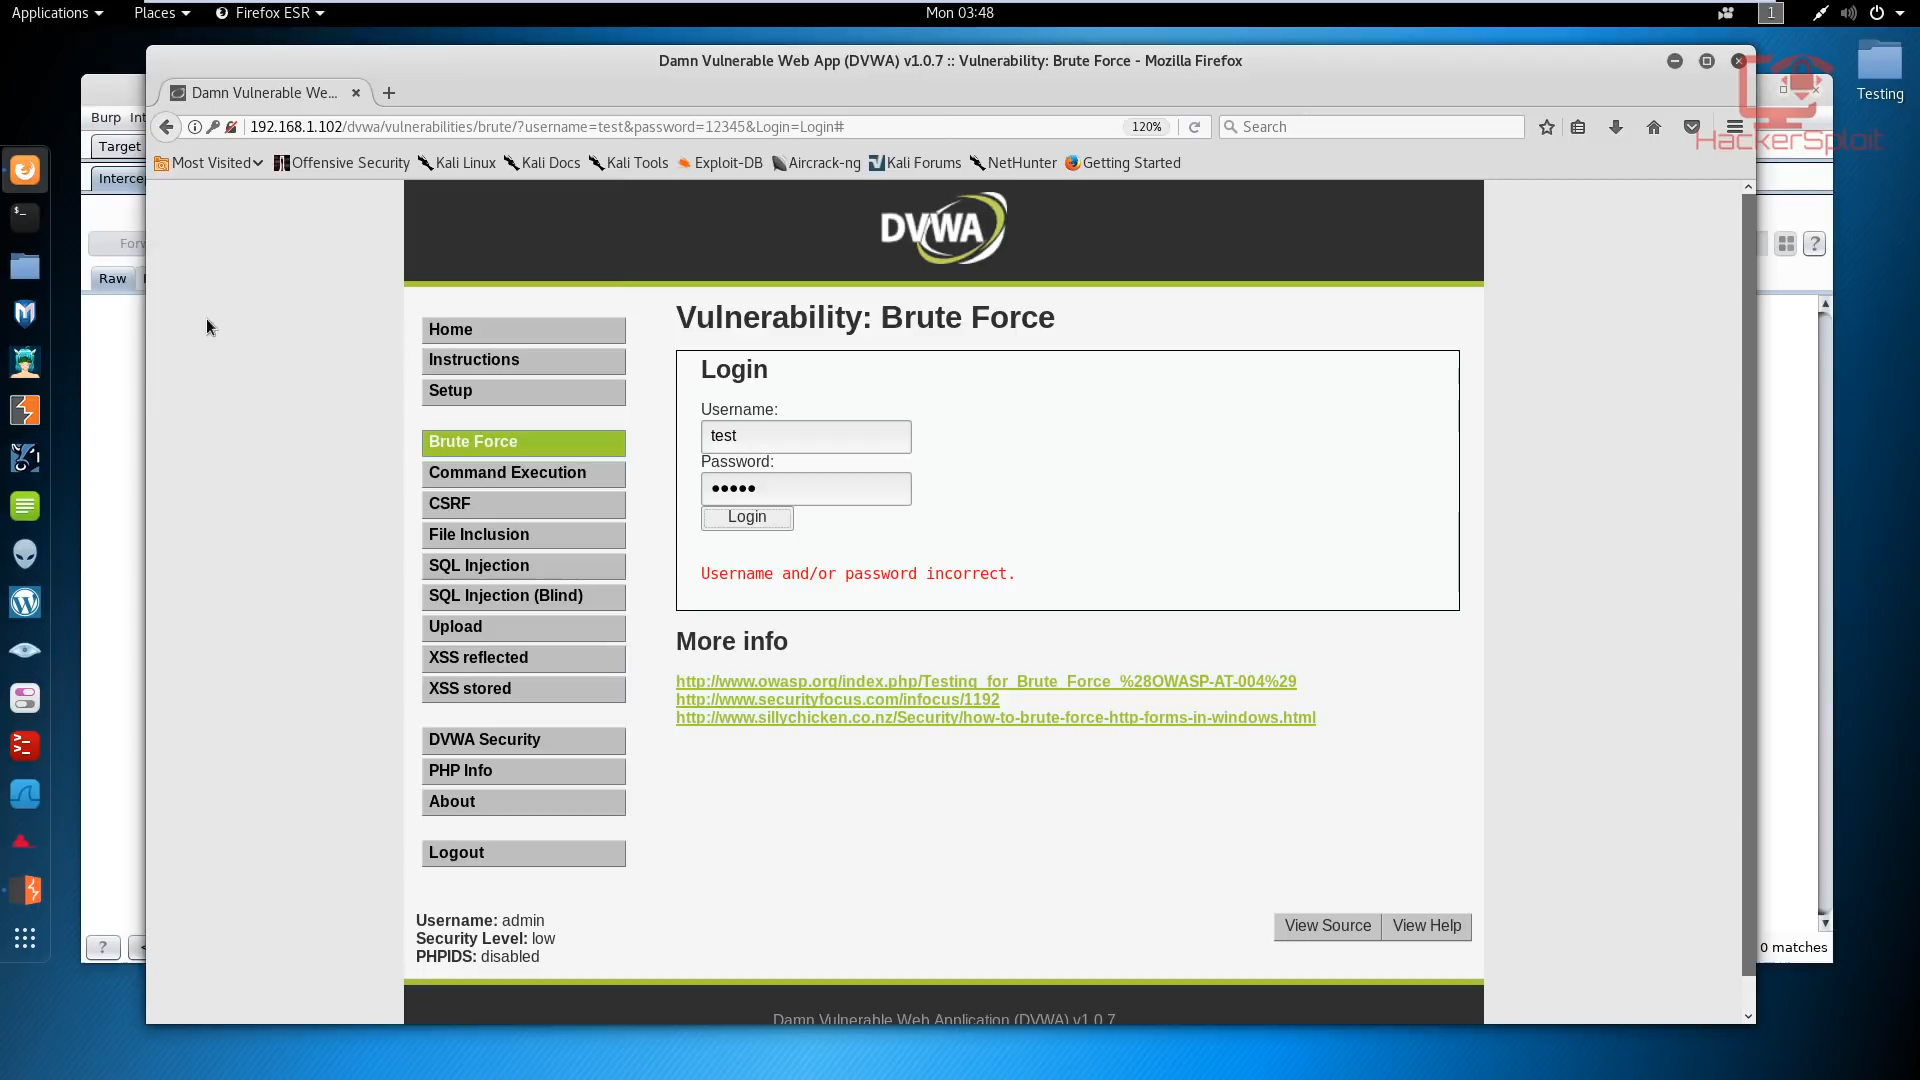 Applications Places Firefox ESR Mon 03:48 1
Damn Vulnerable Web App (DVWA) v1.0.7 :: Vulnerability: Brute Force - Mozilla Firefox
Damn Vulnerable We...
Testing
HackerSploit
Burp Int
Target
Interce
Forw
Raw
192.168.1.102/dvwa/vulnerabilities/brute/?username=test&password=12345&Login=Login# 120% Search
Most Visited Offensive Security Kali Linux Kali Docs Kali Tools Exploit-DB Aircrack-ng Kali Forums NetHunter Getting Started
DVWA
Home
Instructions
Setup
Brute Force
Command Execution
CSRF
File Inclusion
SQL Injection
SQL Injection (Blind)
Upload
XSS reflected
XSS stored
DVWA Security
PHP Info
About
Logout
Vulnerability: Brute Force
Login
Username:
test
Password:
•••••
Login
Username and/or password incorrect.
More info
http://www.owasp.org/index.php/Testing_for_Brute_Force_%28OWASP-AT-004%29
http://www.securityfocus.com/infocus/1192
http://www.sillychicken.co.nz/Security/how-to-brute-force-http-forms-in-windows.html
Username: admin
Security Level: low
PHPIDS: disabled
View Source View Help
? < 0 matches
Damn Vulnerable Web Application (DVWA) v1.0.7